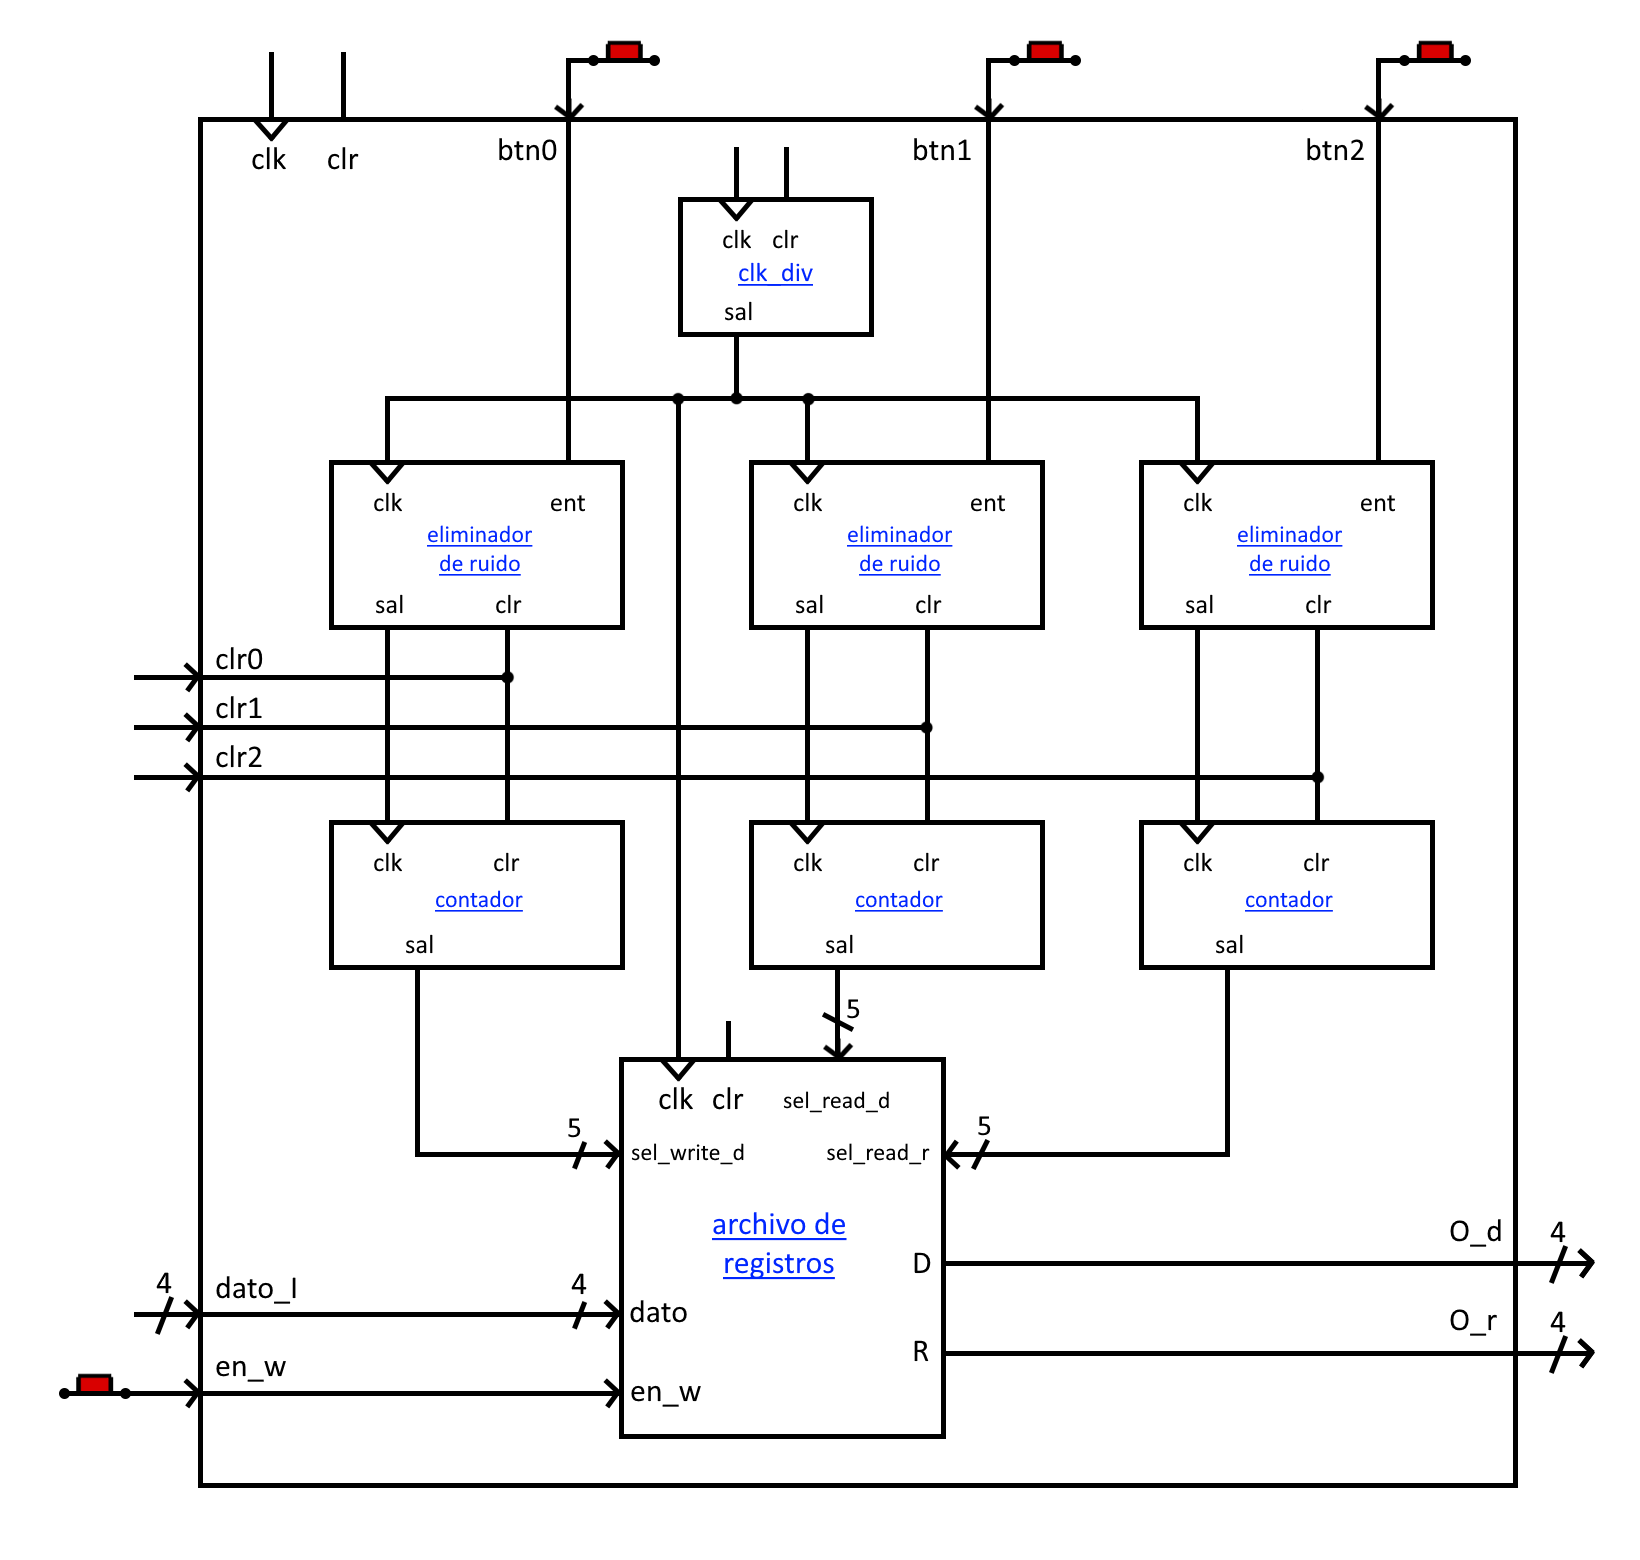 clk clr
btn0
btn1
btn2
clk clr
clk_div
sal
clk ent
eliminador
de ruido
sal clr
clk ent
eliminador
de ruido
sal clr
clk ent
eliminador
de ruido
sal clr
clr0
clr1
clr2
clk clr
contador
sal
clk clr
contador
sal
clk clr
contador
sal
5
clk clr sel_read_d
5
sel_write_d sel_read_r
5
archivo de
registros
D
O_d
4
4
dato_I
4
dato
R
O_r
4
en_w
en_w